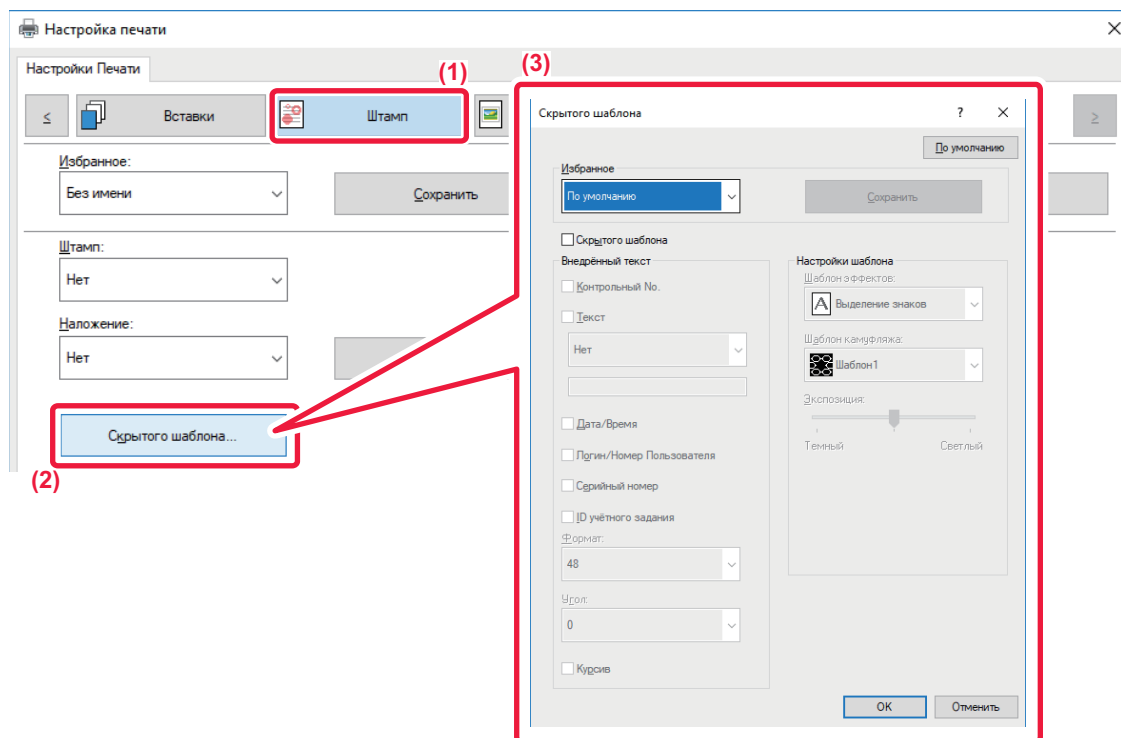 Настройка печати
Настройки Печати
(1)
(3)
<
Вставки
Штамп
>
Избранное:
Без имени
Сохранить
Штамп:
Нет
Наложение:
Нет
Скрытого шаблона...
(2)
Скрытого шаблона
?
По умолчанию
Избранное
По умолчанию
Сохранить
Скрытого шаблона
Внедрённый текст
Контрольный No.
Текст
Нет
Дата/Время
Логин/Номер Пользователя
Серийный номер
ID учётного задания
Формат:
48
Угол:
0
Курсив
Настройки шаблона
Шаблон эффектов:
A Выделение знаков
Шаблон камуфляжа:
Шаблон1
Экспозиция:
Темный Светлый
OK Отменить